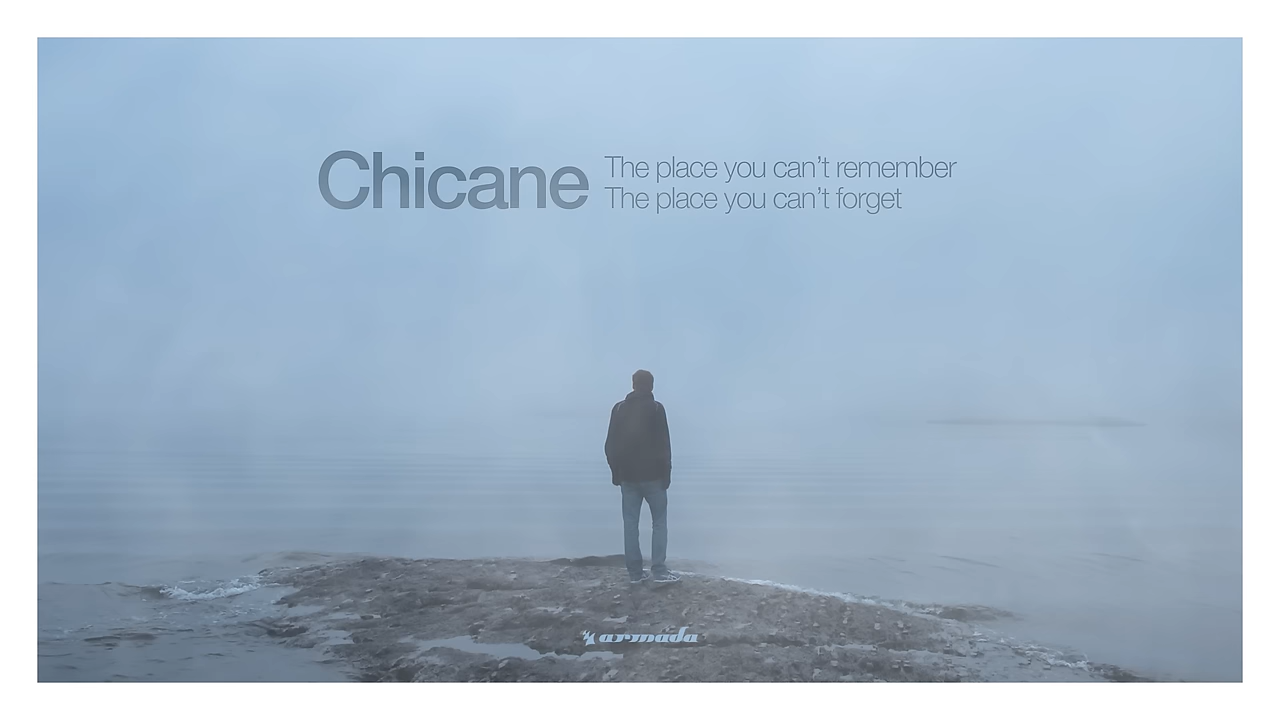 Chicane
The place you can’t remember
The place you can’t forget
armada